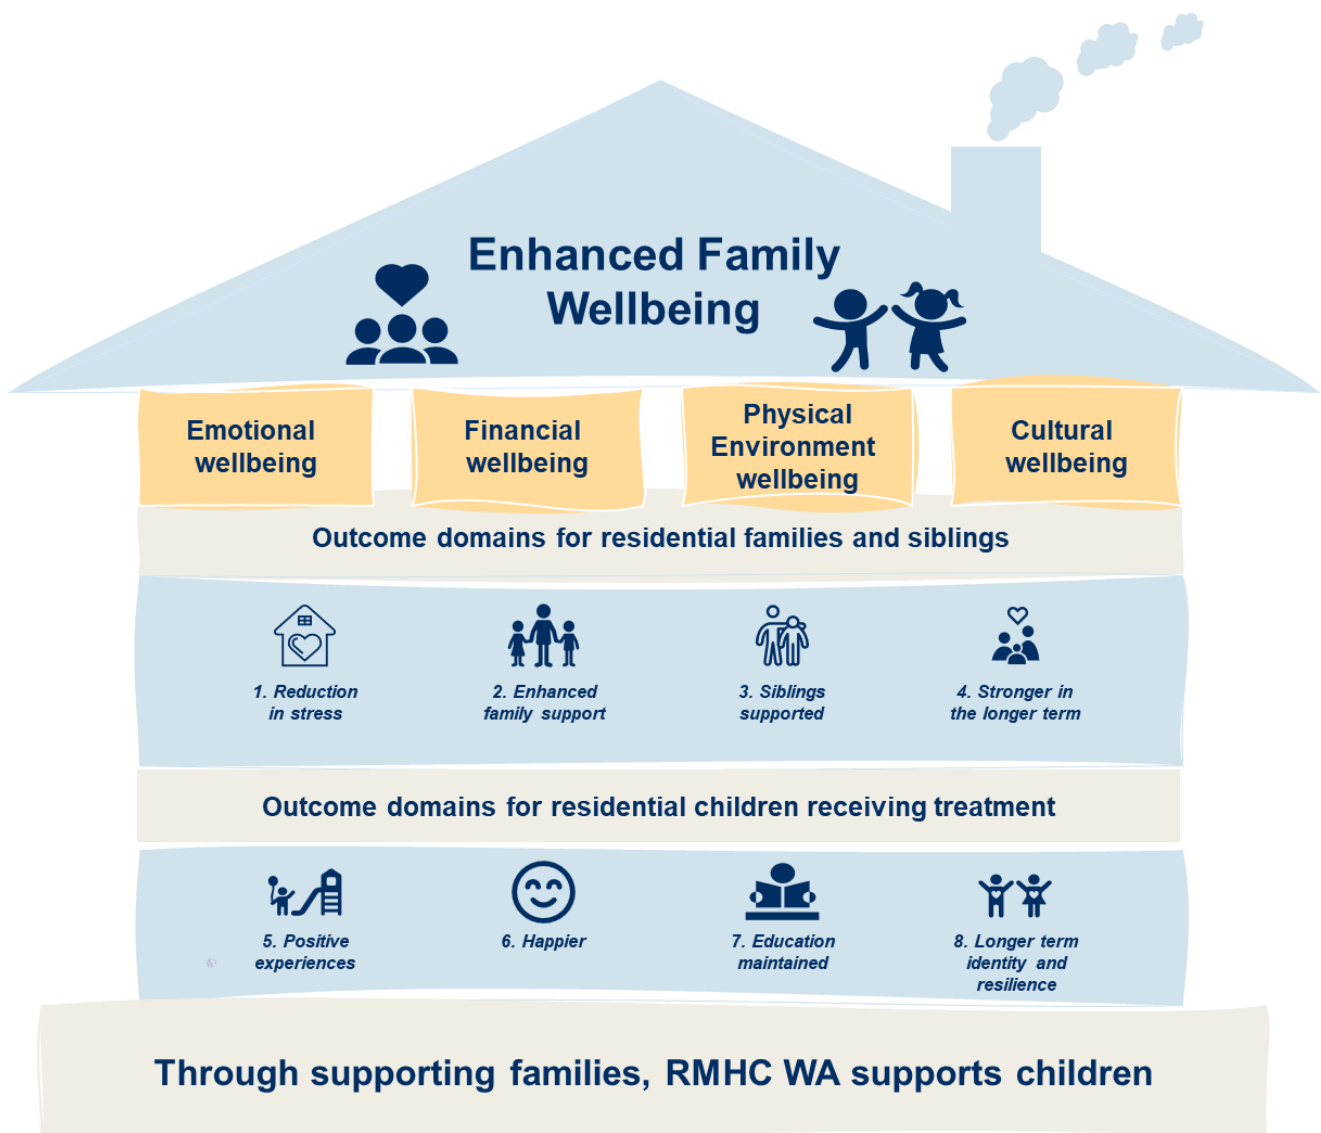 Enhanced Family
Wellbeing
Emotional
wellbeing
Financial
wellbeing
Physical
Environment
wellbeing
Cultural
wellbeing
Outcome domains for residential families and siblings
1. Reduction
in stress
2. Enhanced
family support
3. Siblings
supported
4. Stronger in
the longer term
Outcome domains for residential children receiving treatment
5. Positive
experiences
6. Happier
7. Education
maintained
8. Longer term
identity and
resilience
Through supporting families, RMHC WA supports children